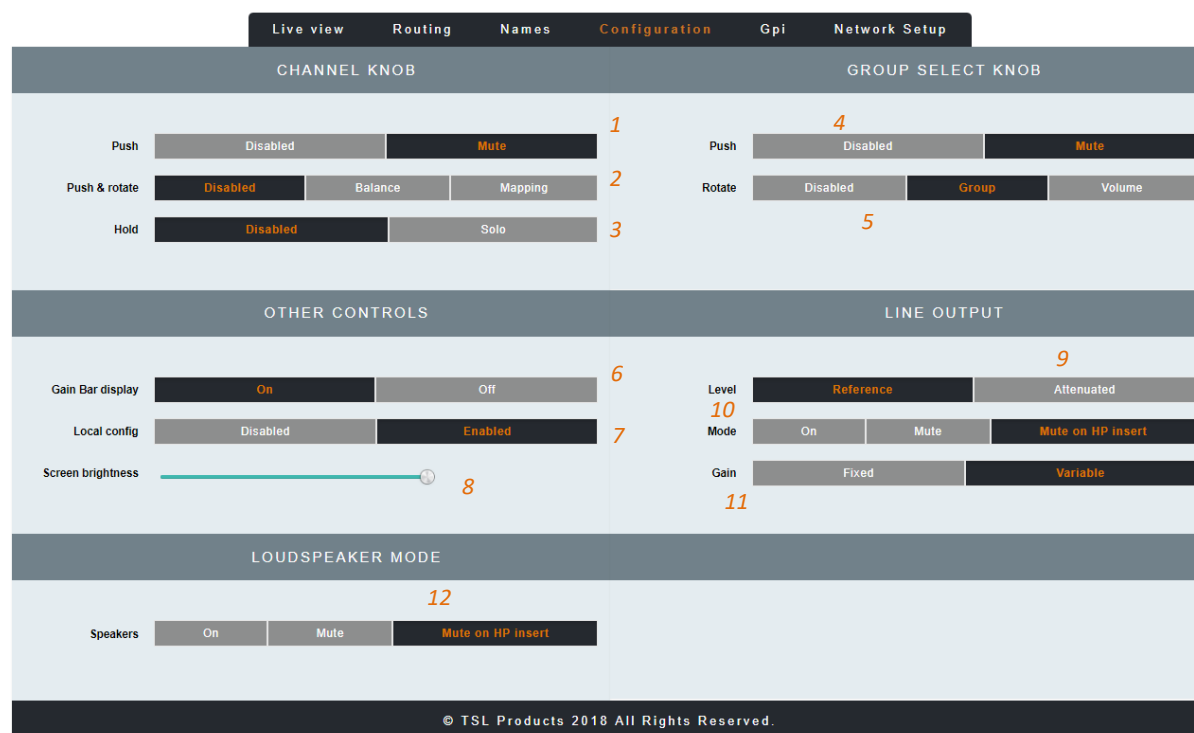 Live view Routing Names Configuration Gpi Network Setup
CHANNEL KNOB
1
Push Disabled Mute
Push & rotate Disabled Balance Mapping 2
Hold Disabled Solo 3
GROUP SELECT KNOB
4
Push Disabled Mute
Rotate Disabled Group Volume
5
OTHER CONTROLS
Gain Bar display On Off 6
Local config Disabled Enabled 7
Screen brightness 8
LINE OUTPUT
9
Level Reference Attenuated
10
Mode On Mute Mute on HP insert
Gain Fixed Variable
11
LOUDSPEAKER MODE
12
Speakers On Mute Mute on HP insert
© TSL Products 2018 All Rights Reserved.